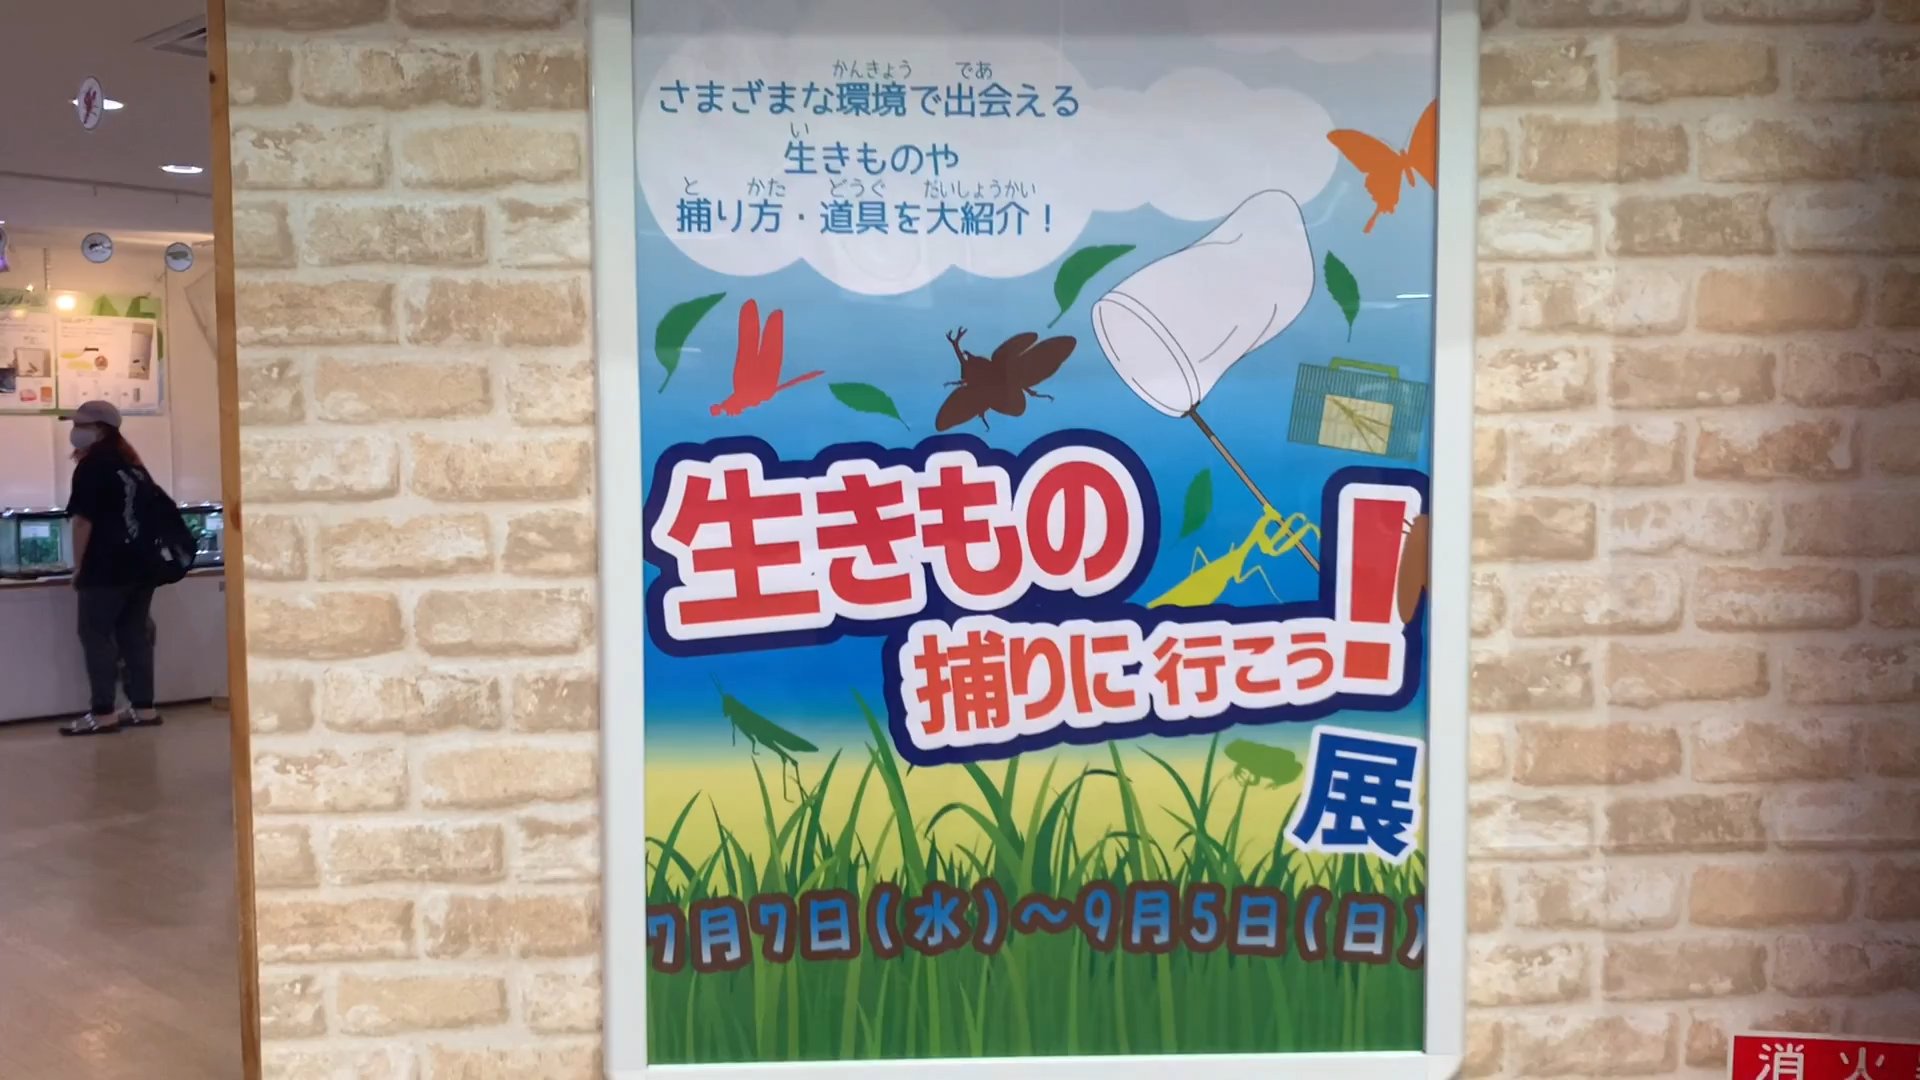 かんきょう であ
さまざまな環境で出会える
い
生きものや
と かた どうぐ だいしょうかい
捕り方・道具を大紹介！
生きもの
捕りに行こう！
展
7月7日(水)～9月5日(日)
消火